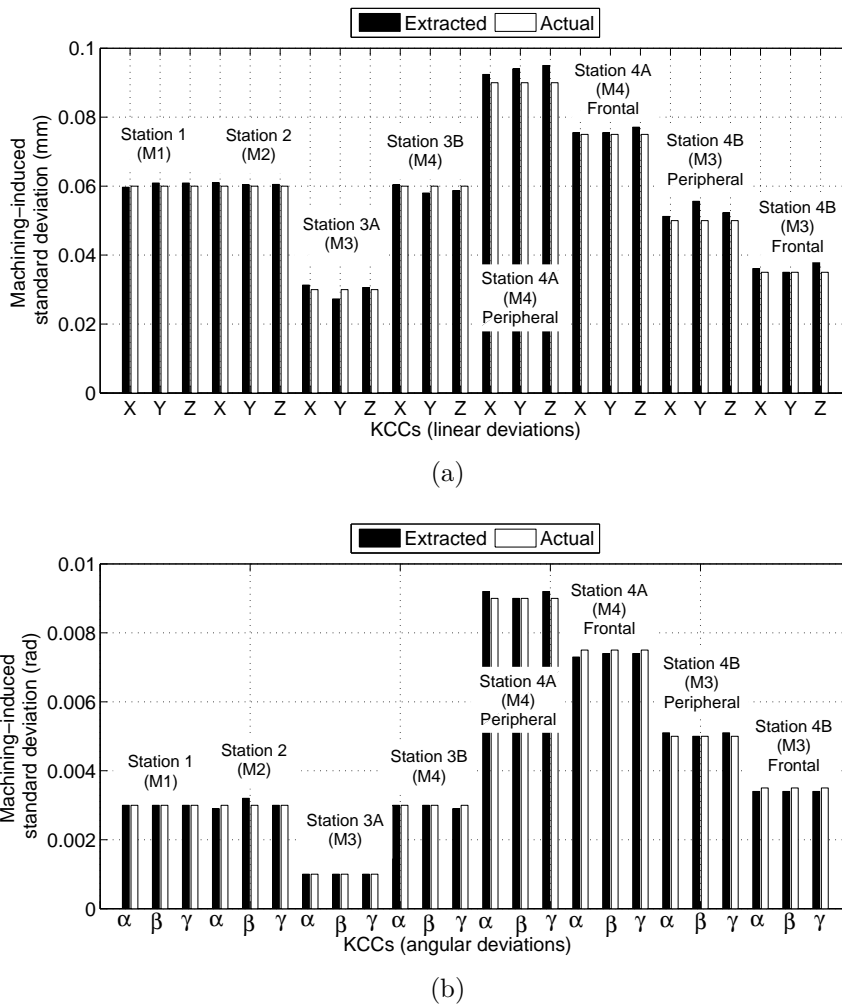 Extracted Actual
0.1
0.08
0.06
0.04
0.02
0
Machining−induced
standard deviation (mm)
Station 1
(M1)
Station 2
(M2)
Station 3A
(M3)
Station 3B
(M4)
Station 4A
(M4)
Peripheral
Station 4A
(M4)
Frontal
Station 4B
(M3)
Peripheral
Station 4B
(M3)
Frontal
X Y Z X Y Z X Y Z X Y Z X Y Z X Y Z X Y Z X Y Z
KCCs (linear deviations)
(a)
Extracted Actual
0.01
0.008
0.006
0.004
0.002
0
Machining−induced
standard deviation (rad)
Station 1
(M1)
Station 2
(M2)
Station 3A
(M3)
Station 3B
(M4)
Station 4A
(M4)
Peripheral
Station 4A
(M4)
Frontal
Station 4B
(M3)
Peripheral
Station 4B
(M3)
Frontal
α β γ α β γ α β γ α β γ α β γ α β γ α β γ α β γ
KCCs (angular deviations)
(b)